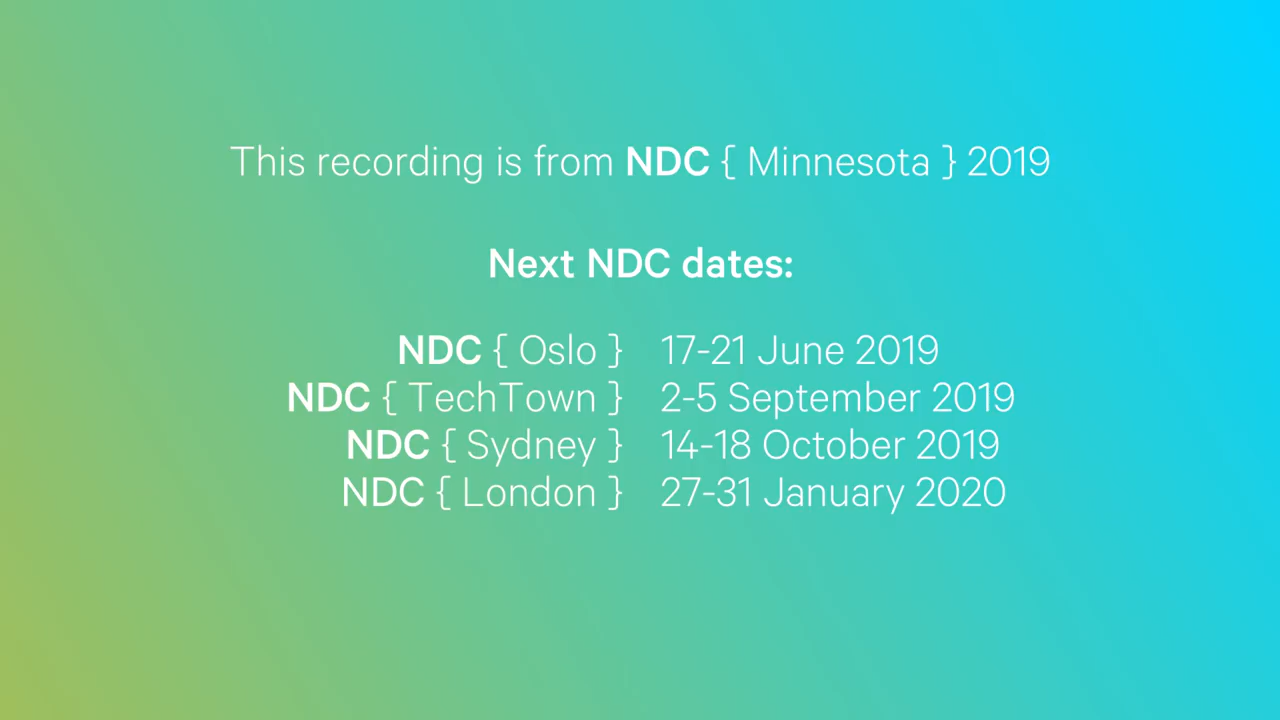 This recording is from NDC { Minnesota } 2019
Next NDC dates:
NDC { Oslo } 17-21 June 2019
NDC { TechTown } 2-5 September 2019
NDC { Sydney } 14-18 October 2019
NDC { London } 27-31 January 2020